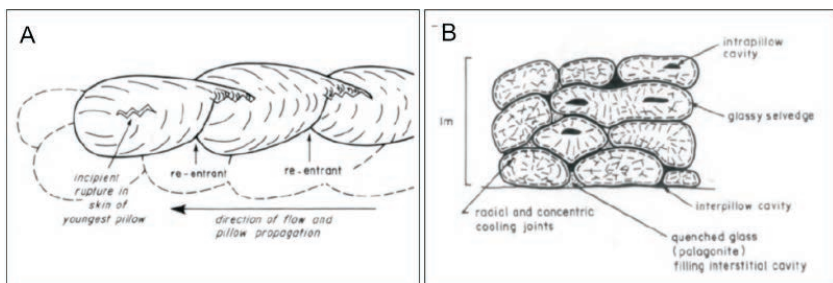 A
incipient
rupture in
skin of
youngest pillow
re-entrant
re-entrant
direction of flow and
pillow propagation
B
intrapillow
cavity
1m
glassy selvedge
interpillow cavity
radial and concentric
cooling joints
quenched glass
(palagonite)
filling interstitial cavity